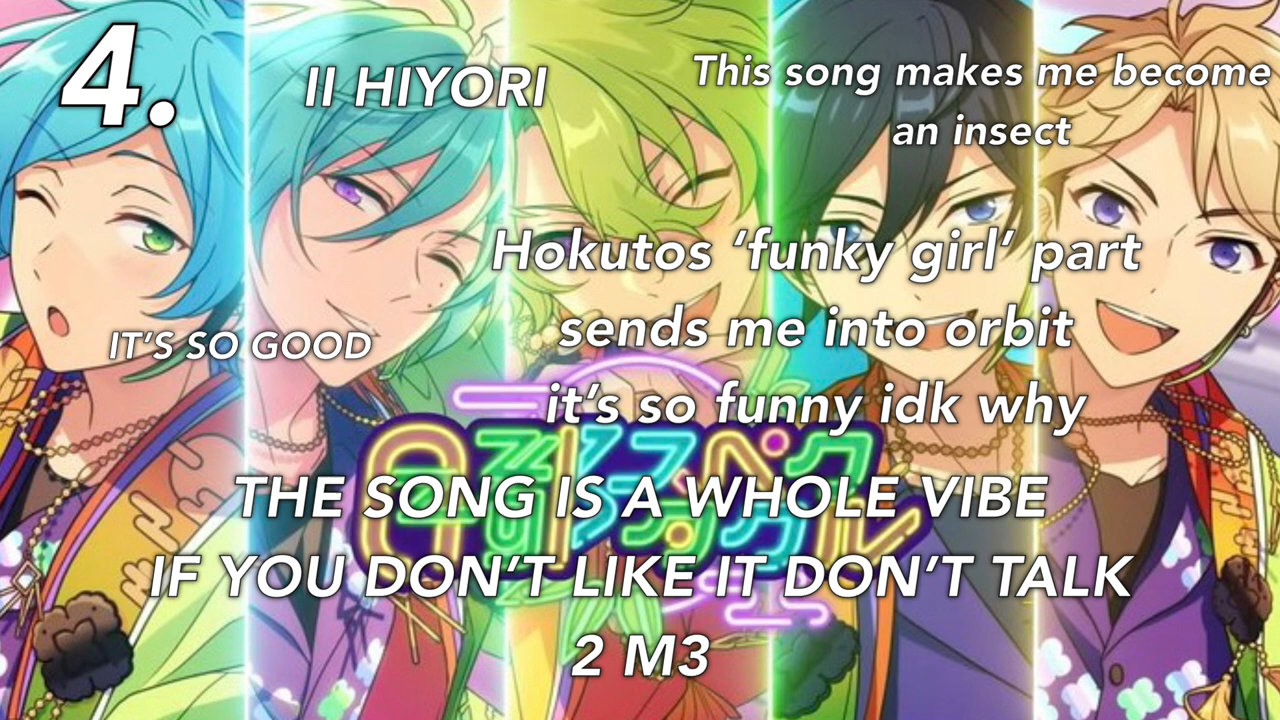 4.
II HIYORI
This song makes me become
an insect
Hokutos ‘funky girl’ part
sends me into orbit
it’s so funny idk why
IT’S SO GOOD
THE SONG IS A WHOLE VIBE
IF YOU DON’T LIKE IT DON’T TALK
2 M3